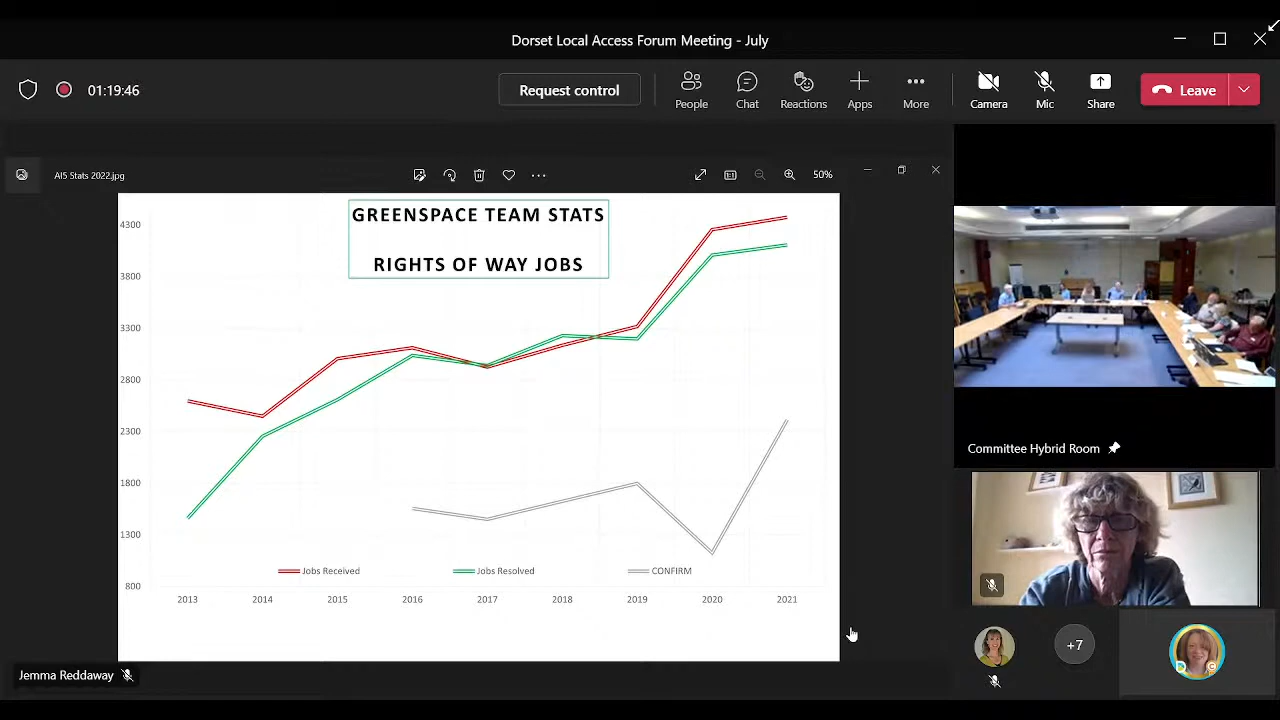 Dorset Local Access Forum Meeting - July
01:19:46
Request control
People
Chat
Reactions
Apps
More
Camera
Mic
Share
Leave
AIS Stats 2022.jpg
50%
GREENSPACE TEAM STATS
RIGHTS OF WAY JOBS
4300
3800
3300
2800
2300
1800
1300
800
Jobs Received
Jobs Resolved
CONFIRM
2013
2014
2015
2016
2017
2018
2019
2020
2021
Jemma Reddaway
Committee Hybrid Room
+7